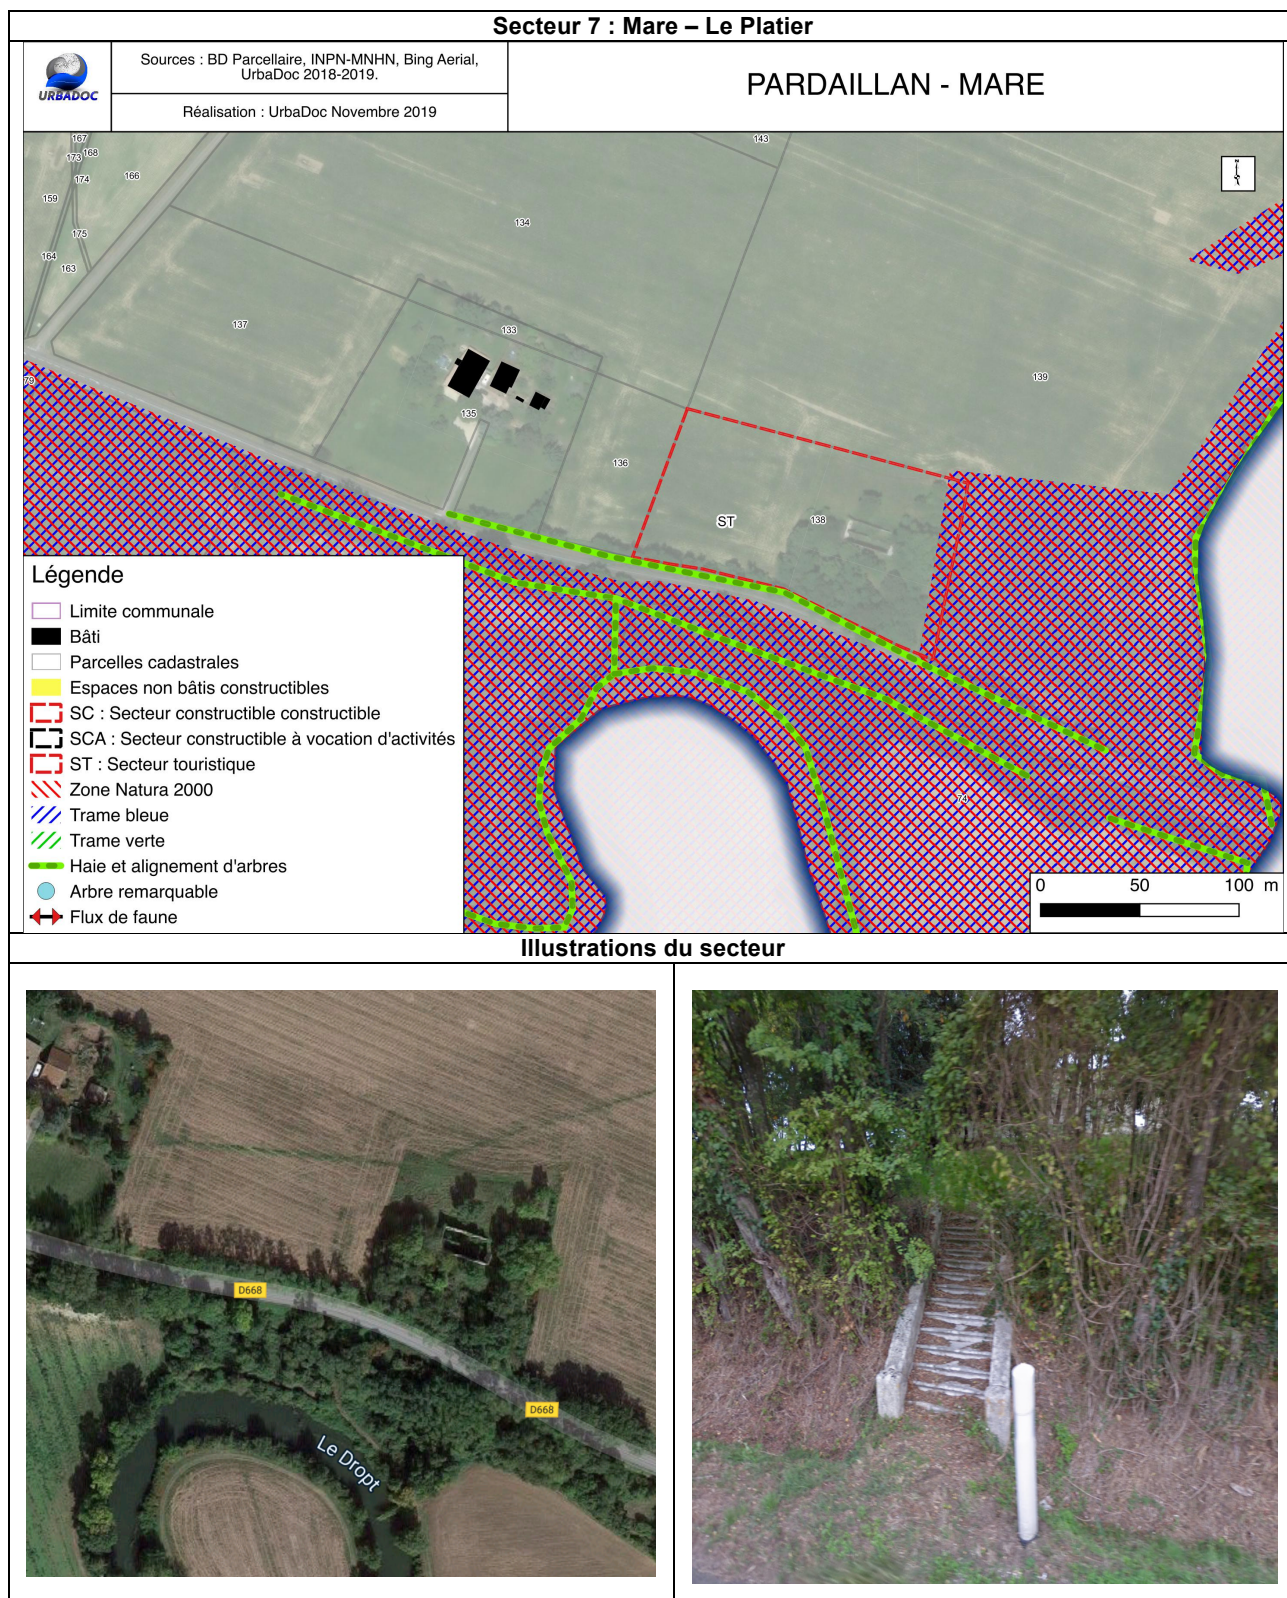 Secteur 7 : Mare – Le Platier
URBADOC
Sources : BD Parcellaire, INPN-MNHN, Bing Aerial,
UrbaDoc 2018-2019.
Réalisation : UrbaDoc Novembre 2019
PARDAILLAN - MARE
167
173
168
174
166
159
175
164
163
143
134
N
137
133
139
79
135
136
ST
138
74
Légende
Limite communale
Bâti
Parcelles cadastrales
Espaces non bâtis constructibles
SC : Secteur constructible constructible
SCA : Secteur constructible à vocation d'activités
ST : Secteur touristique
Zone Natura 2000
Trame bleue
Trame verte
Haie et alignement d'arbres
Arbre remarquable
Flux de faune
0 50 100 m
Illustrations du secteur
D668
D668
Le Dropt